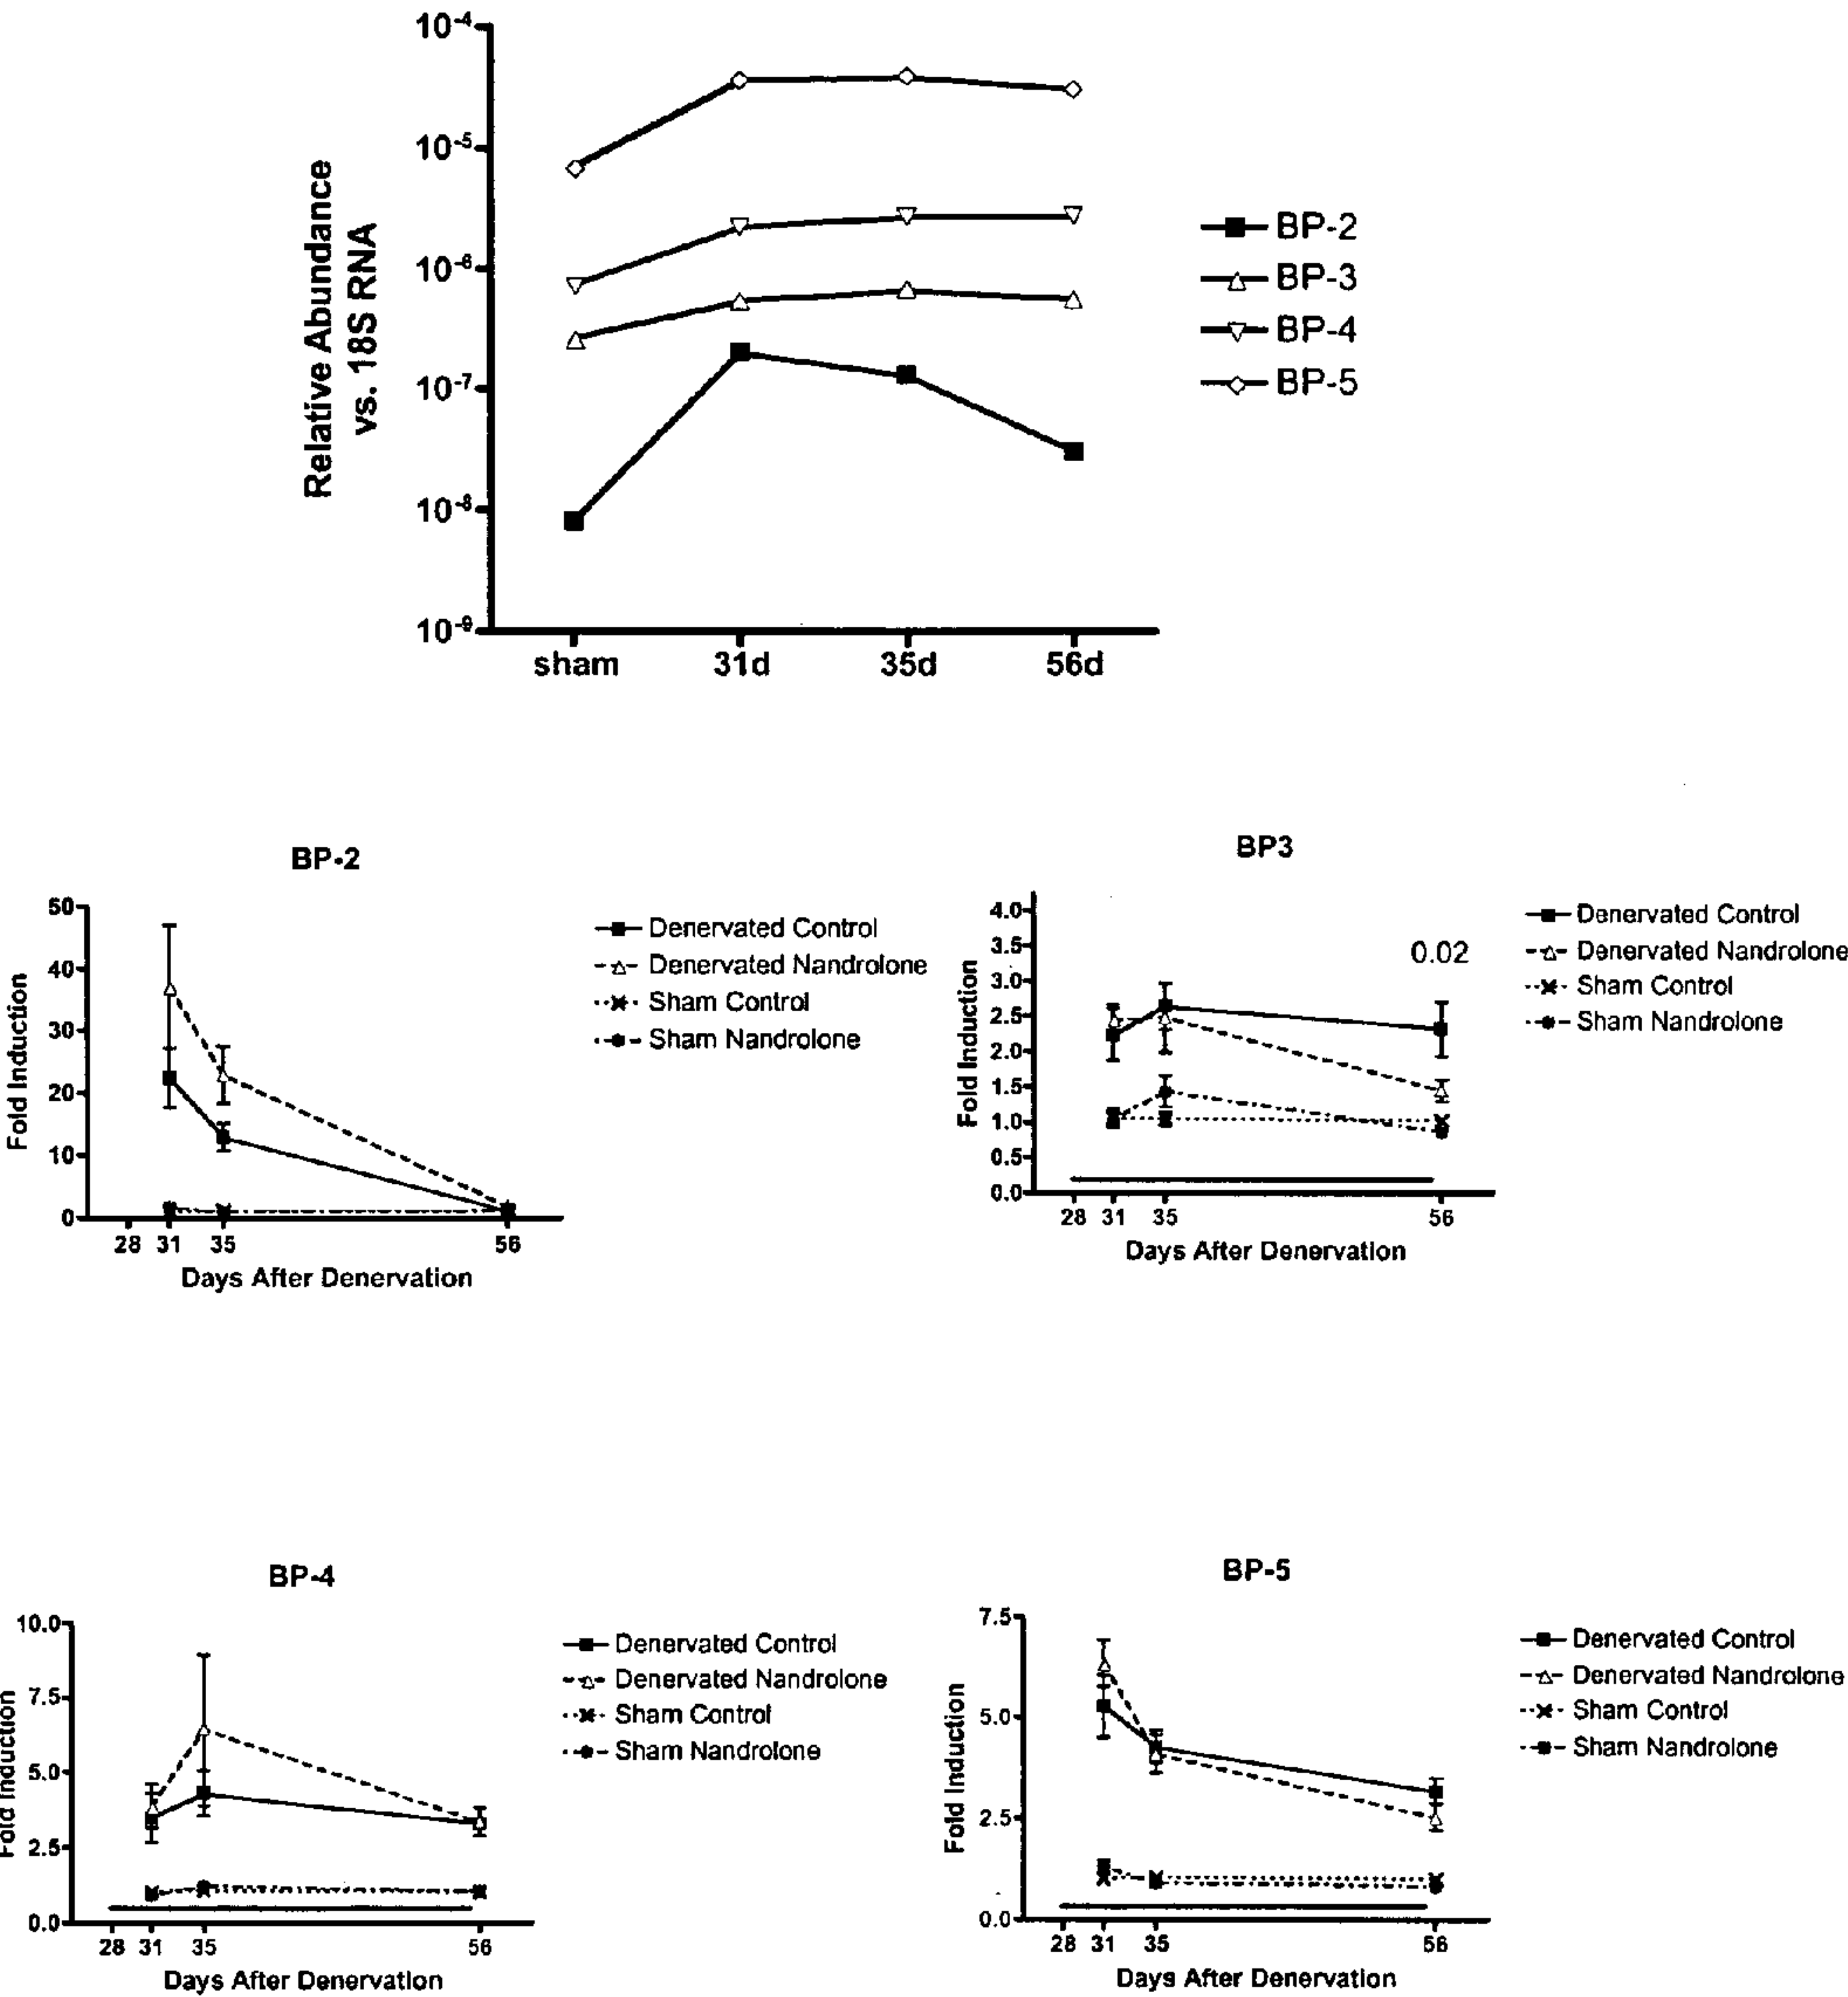 10-4
10-5
10-6
10-7
10-8
10-9
Relative Abundance
vs. 18S RNA
sham 31d 35d 56d
BP-2
BP-3
BP-4
BP-5
BP-2
50
40
30
20
10
0
Fold Induction
28 31 35 56
Days After Denervation
Denervated Control
Denervated Nandrolone
Sham Control
Sham Nandrolone
BP3
4.0
3.5
3.0
2.5
2.0
1.5
1.0
0.5
0.0
Fold Induction
0.02
28 31 35 56
Days After Denervation
Denervated Control
Denervated Nandrolone
Sham Control
Sham Nandrolone
BP-4
10.0
7.5
5.0
2.5
0.0
Fold Induction
28 31 35 56
Days After Denervation
Denervated Control
Denervated Nandrolone
Sham Control
Sham Nandrolone
BP-5
7.5
5.0
2.5
0.0
Fold Induction
28 31 35 56
Days After Denervation
Denervated Control
Denervated Nandrolone
Sham Control
Sham Nandrolone